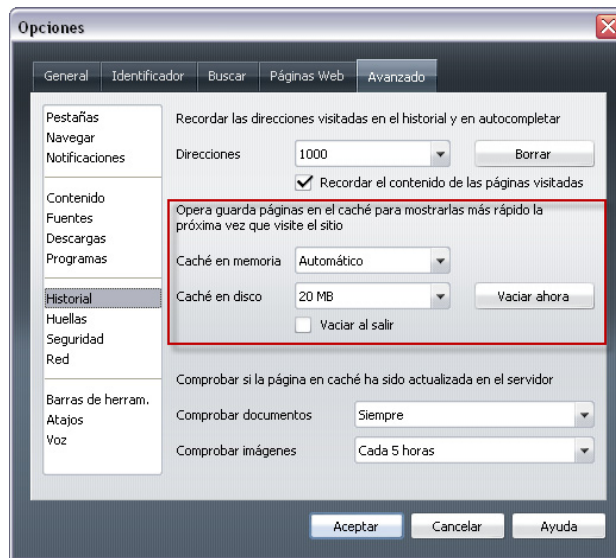 Opciones
General Identificador Buscar Páginas Web Avanzado
Pestañas
Navegar
Notificaciones
Contenido
Fuentes
Descargas
Programas
Historial
Huellas
Seguridad
Red
Barras de herram.
Atajos
Voz
Recordar las direcciones visitadas en el historial y en autocompletar
Direcciones 1000 Borrar
Recordar el contenido de las páginas visitadas
Opera guarda páginas en el caché para mostrarlas más rápido la
próxima vez que visite el sitio
Caché en memoria Automático
Caché en disco 20 MB Vaciar ahora
Vaciar al salir
Comprobar si la página en caché ha sido actualizada en el servidor
Comprobar documentos Siempre
Comprobar imágenes Cada 5 horas
Aceptar Cancelar Ayuda